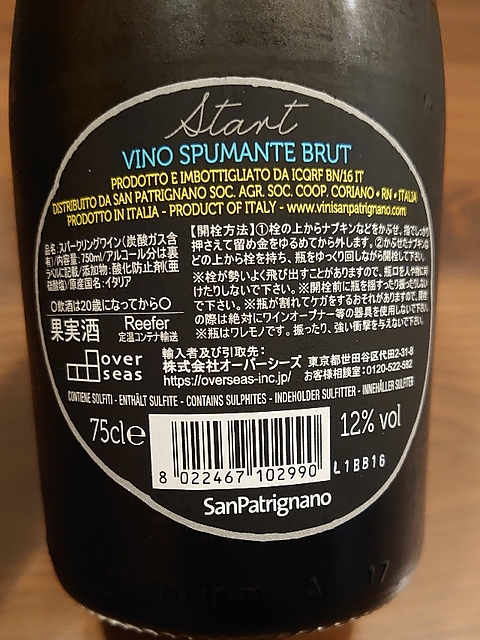 Start
VINO SPUMANTE BRUT
PRODOTTO E IMBOTTIGLIATO DA ICQRF BN/16 IT
DISTRIBUITO DA SAN PATRIGNANO SOC. AGR. SOC. COOP. CORIANO • RN • ITALIA
PRODOTTO IN ITALIA - PRODUCT OF ITALY - www.vinisanpatrignano.com
品名:スパークリングワイン(炭酸ガス含
有)/内容量:750ml/アルコール分は裏
ラベルに記載/添加物:酸化防止剤(亜
硫酸塩)/原産国名:イタリア
○飲酒は20歳になってから○
果実酒
Reefer
定温コンテナ輸送
【開栓方法】①栓の上からナプキンなどをかぶせ、指でしっかり
押さえて留め金をゆるめてから外します。②かぶせたナプキンな
どの上から栓を持ち、瓶をゆっくり回しながら開栓して下さい。
※栓が勢いよく飛び出すことがありますので、瓶口を人や物に向
けたりしないで下さい。※開栓前に瓶を揺すったり振ったりしない
で下さい。※瓶が割れてケガをするおそれがありますので、開栓
の際は絶対にワインオープナー等の器具を使用しないで下さい。
※瓶はワレモノです。振ったり、強い衝撃を与えないで下さい。
over
seas
輸入者及び引取先:
株式会社オーバーシーズ 東京都世田谷区代田2-31-8
https://overseas-inc.jp/ お客様相談室:0120-522-582
CONTIENE SOLFITI - ENTHÄLT SULFITE - CONTAINS SULPHITES - INDEHOLDER SULFITTER - INNEHÅLLER SULFITER
75cl℮
12% vol
8 022467 102990
L1BB16
SanPatrignano